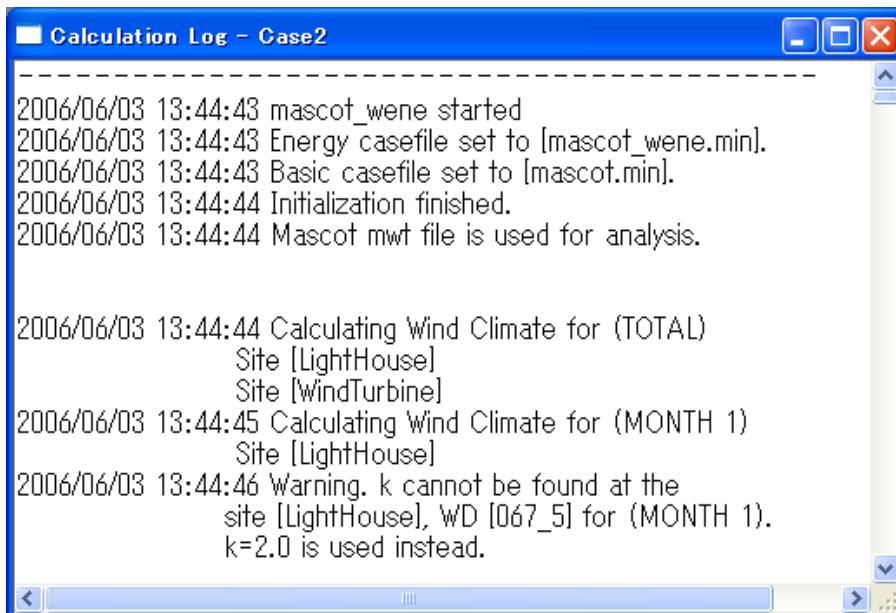 Calculation Log - Case2
--------------------------------------------
2006/06/03 13:44:43 mascot_wene started
2006/06/03 13:44:43 Energy casefile set to [mascot_wene.min].
2006/06/03 13:44:43 Basic casefile set to [mascot.min].
2006/06/03 13:44:44 Initialization finished.
2006/06/03 13:44:44 Mascot mwt file is used for analysis.
2006/06/03 13:44:44 Calculating Wind Climate for (TOTAL)
Site [LightHouse]
Site [WindTurbine]
2006/06/03 13:44:45 Calculating Wind Climate for (MONTH 1)
Site [LightHouse]
2006/06/03 13:44:46 Warning. k cannot be found at the
site [LightHouse], WD [067_5] for (MONTH 1).
k=2.0 is used instead.